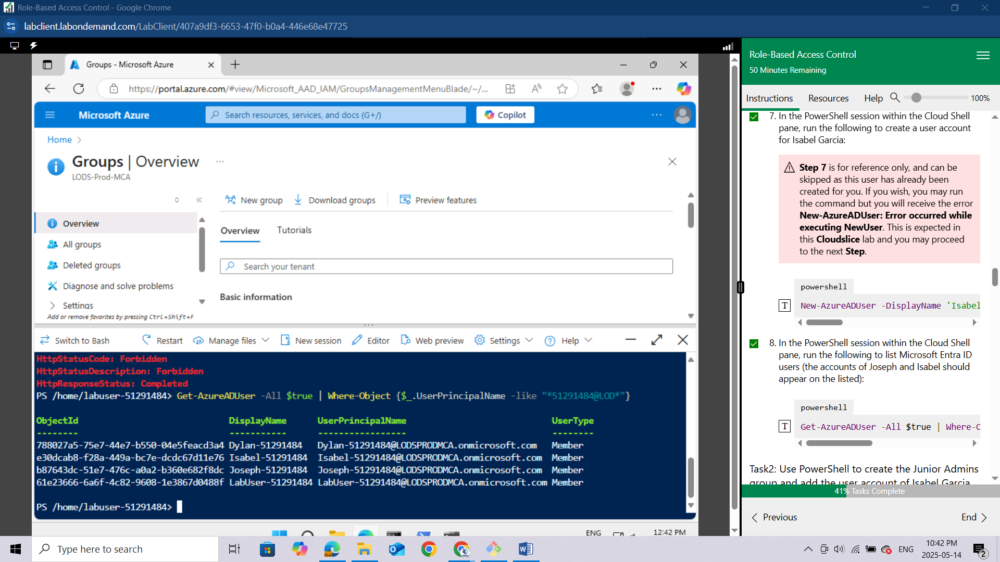 Role-Based Access Control - Google Chrome
labclient.labondemand.com/LabClient/407a9df3-6653-47f0-b0a4-446e68e47725
Groups - Microsoft Azure
https://portal.azure.com/#view/Microsoft_AAD_IAM/GroupsManagementMenuBlade/~/...
Microsoft Azure
Search resources, services, and docs (G+/)
Copilot
Home
Groups | Overview
LODS-Prod-MCA
New group
Download groups
Preview features
Overview
All groups
Deleted groups
Diagnose and solve problems
Settings
Add or remove favorites by pressing Ctrl+Shift+F
Overview
Tutorials
Search your tenant
Basic information
Switch to Bash
Restart
Manage files
New session
Editor
Web preview
Settings
Help
HttpStatusCode: Forbidden
HttpStatusDescription: Forbidden
HttpResponseStatus: Completed
PS /home/labuser-51291484> Get-AzureADUser -All $true | Where-Object {$_.UserPrincipalName -like "*51291484@LOD*"}
ObjectId DisplayName UserPrincipalName UserType
-------- ----------- ----------------- --------
788027a5-75e7-44e7-b550-04e5feacd3a4 Dylan-51291484 Dylan-51291484@LODSPRODMCA.onmicrosoft.com Member
e30dcab8-f28a-449a-bc7e-dcdc67d11e76 Isabel-51291484 Isabel-51291484@LODSPRODMCA.onmicrosoft.com Member
b87643dc-51e7-476c-a0a2-b360e682f8dc Joseph-51291484 Joseph-51291484@LODSPRODMCA.onmicrosoft.com Member
61e23666-6a6f-4c82-9608-1e3867d0488f LabUser-51291484 LabUser-51291484@LODSPRODMCA.onmicrosoft.com Member
PS /home/labuser-51291484>
ENG
12:42 PM
Role-Based Access Control
50 Minutes Remaining
Instructions
Resources
Help
100%
7. In the PowerShell session within the Cloud Shell
pane, run the following to create a user account
for Isabel Garcia:
Step 7 is for reference only, and can be
skipped as this user has already been
created for you. If you wish, you may run
the command but you will receive the error
New-AzureADUser: Error occurred while
executing NewUser. This is expected in
this Cloudslice lab and you may proceed
to the next Step.
powershell
T
New-AzureADUser -DisplayName 'Isabel
8. In the PowerShell session within the Cloud Shell
pane, run the following to list Microsoft Entra ID
users (the accounts of Joseph and Isabel should
appear on the listed):
powershell
T
Get-AzureADUser -All $true | Where-O
Task2: Use PowerShell to create the Junior Admins
group and add the user account of Isabel Garcia
41% Tasks Complete
Previous
End
Type here to search
ENG
10:42 PM
2025-05-14
2